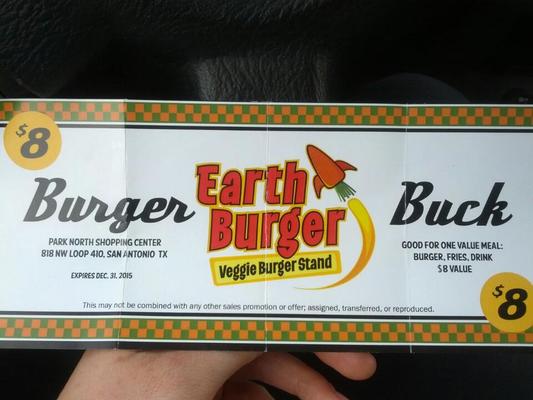 $8
Burger
Earth
Burger
Veggie Burger Stand
Buck
PARK NORTH SHOPPING CENTER
818 NW LOOP 410, SAN ANTONIO TX
EXPIRES DEC. 31, 2015
GOOD FOR ONE VALUE MEAL:
BURGER, FRIES, DRINK
$8 VALUE
$8
This may not be combined with any other sales promotion or offer; assigned, transferred, or reproduced.